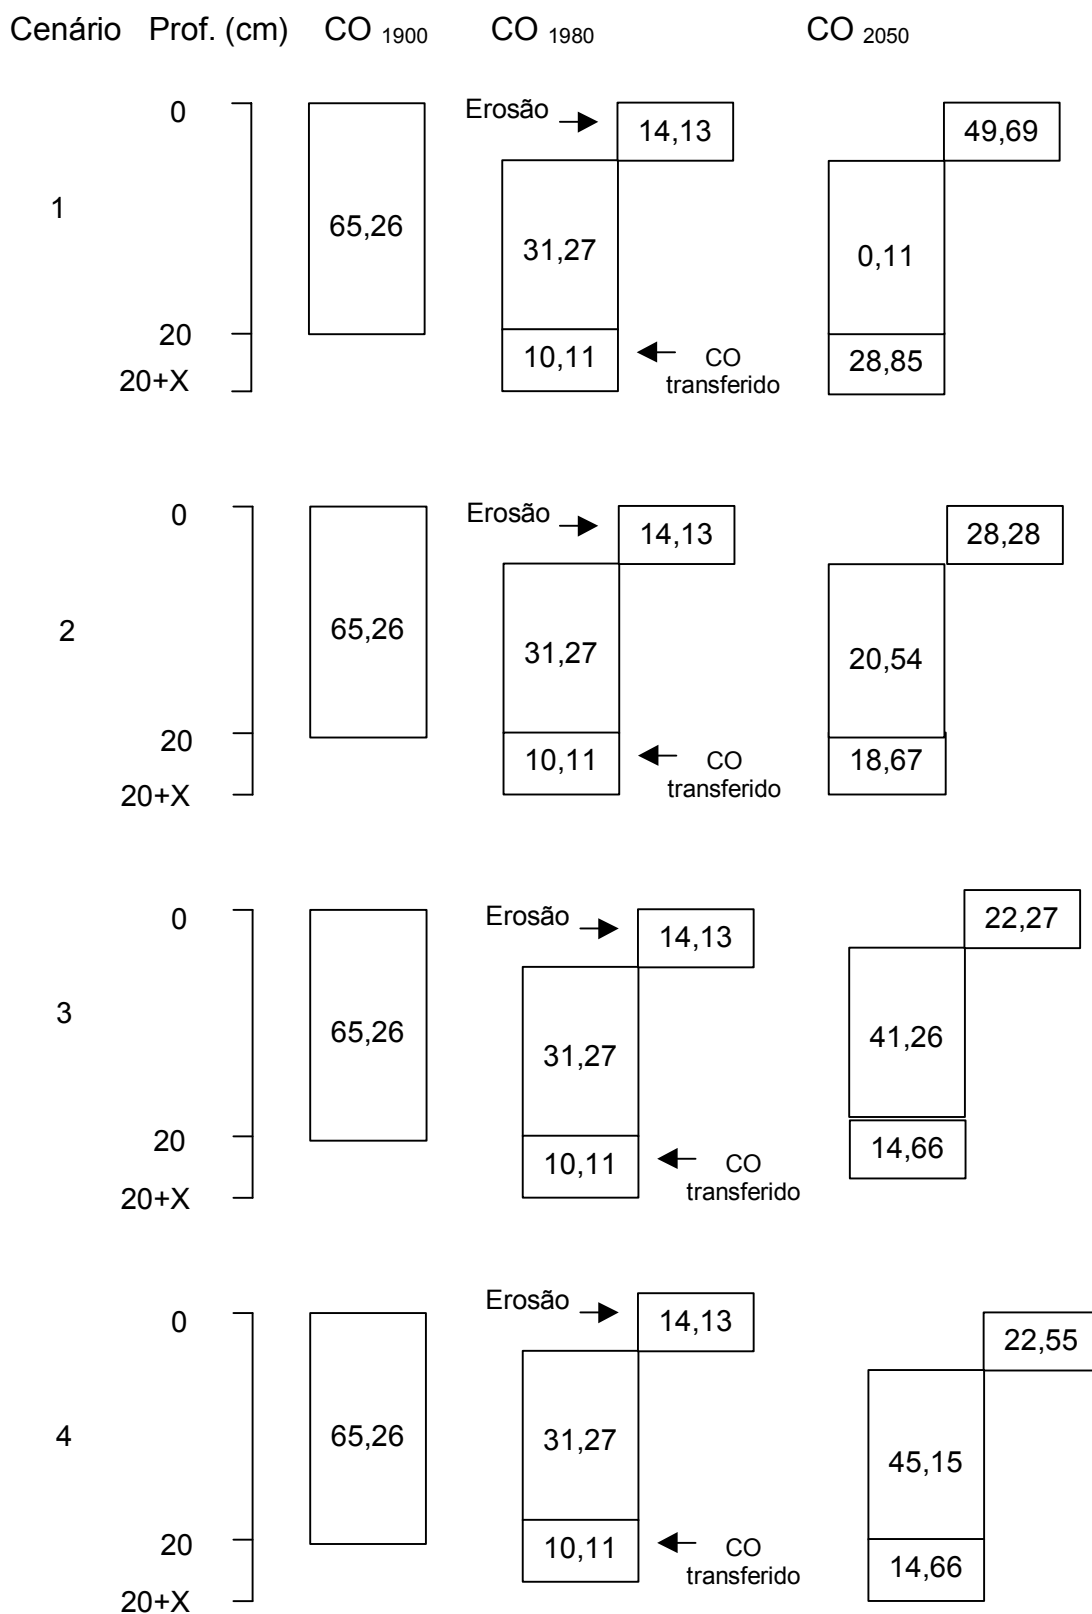 Cenário Prof. (cm) CO 1900 CO 1980 CO 2050
0 Erosão 14,13 49,69
1 65,26 31,27 0,11
20 10,11 CO 28,85
20+X transferido
0 Erosão 14,13 28,28
2 65,26 31,27 20,54
20 10,11 CO 18,67
20+X transferido
0 Erosão 14,13 22,27
3 65,26 31,27 41,26
20 10,11 CO 14,66
20+X transferido
0 Erosão 14,13 22,55
4 65,26 31,27 45,15
20 10,11 CO 14,66
20+X transferido